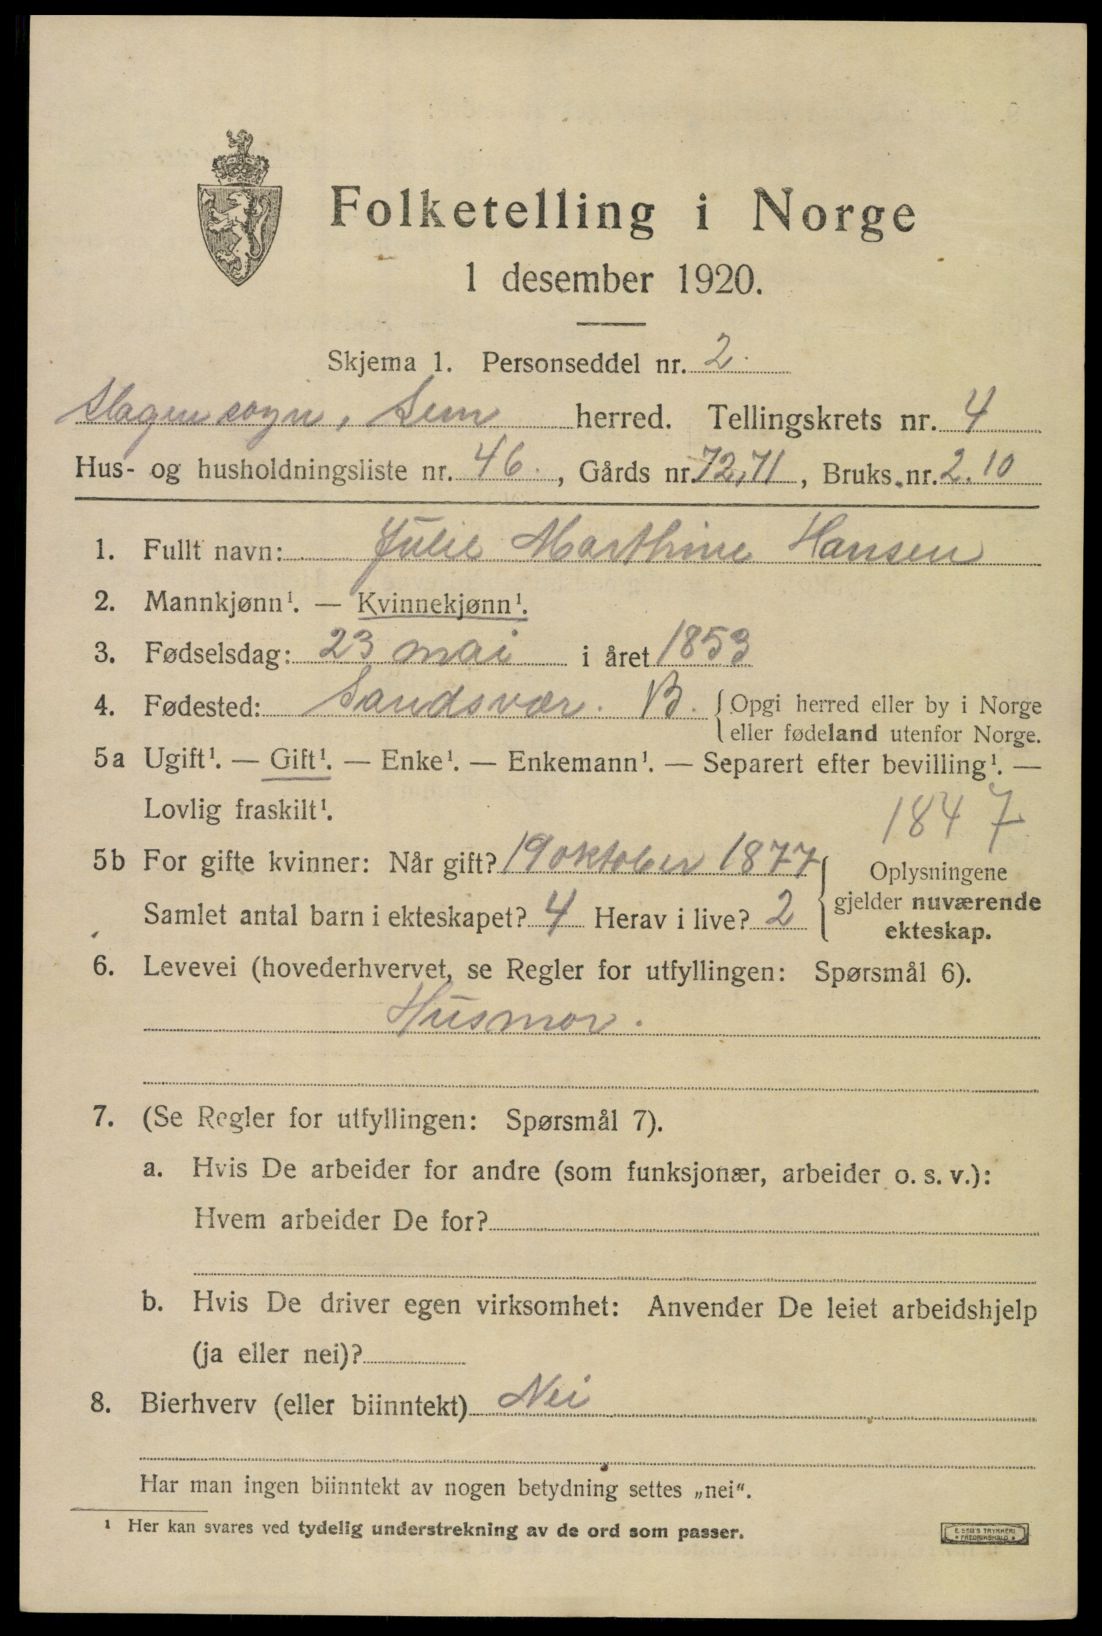 Folketelling i Norge
1 desember 1920.
Skjema 1. Personseddel nr. 2.
Slagen sogn, Sem herred. Tellingskrets nr. 4
Hus- og husholdningsliste nr. 46., Gårds nr. 72,71, Bruks.nr. 2.10
1. Fullt navn: Julie Marthine Hansen
2. Mannkjønn¹. — Kvinnekjønn¹.
3. Fødselsdag: 23 mai i året 1853
4. Fødested: Sandsvær. B. { Opgi herred eller by i Norge
eller fødeland utenfor Norge.
5a Ugift¹. — Gift¹. — Enke¹. — Enkemann¹. — Separert efter bevilling¹. —
Lovlig fraskilt¹.
1847
5b For gifte kvinner: Når gift? 19 oktober 1877
Samlet antal barn i ekteskapet? 4 Herav i live? 2
Oplysningene
gjelder nuværende
ekteskap.
6. Levevei (hovederhvervet, se Regler for utfyllingen: Spørsmål 6).
Husmor.
7. (Se Regler for utfyllingen: Spørsmål 7).
a. Hvis De arbeider for andre (som funksjonær, arbeider o. s. v.):
Hvem arbeider De for?
b. Hvis De driver egen virksomhet: Anvender De leiet arbeidshjelp
(ja eller nei)?
8. Bierhverv (eller biinntekt) Nei
Har man ingen biinntekt av nogen betydning settes „nei“.
¹ Her kan svares ved tydelig understrekning av de ord som passer.
E. SEM'S TRYKKERI
FREDRIKSHALD